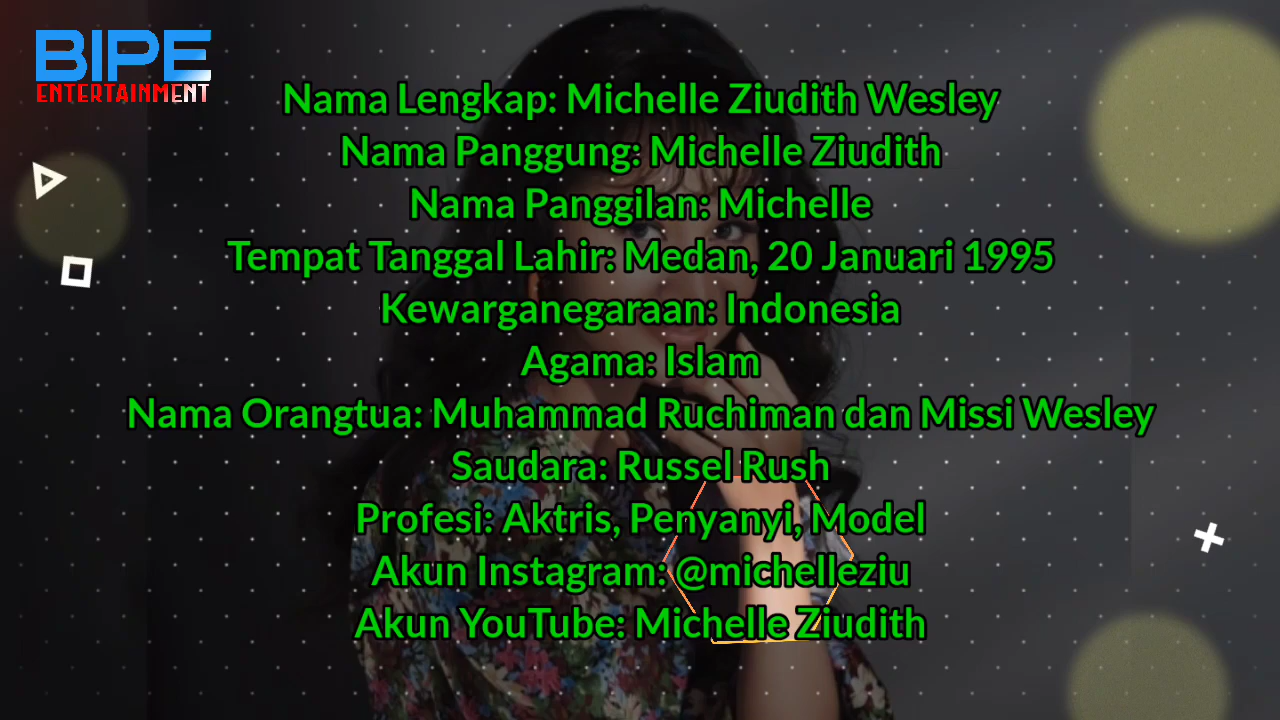 BIPE
ENTERTAINMENT
Nama Lengkap: Michelle Ziudith Wesley
Nama Panggung: Michelle Ziudith
Nama Panggilan: Michelle
Tempat Tanggal Lahir: Medan, 20 Januari 1995
Kewarganegaraan: Indonesia
Agama: Islam
Nama Orangtua: Muhammad Ruchiman dan Missi Wesley
Saudara: Russel Rush
Profesi: Aktris, Penyanyi, Model
Akun Instagram: @michelleziu
Akun YouTube: Michelle Ziudith